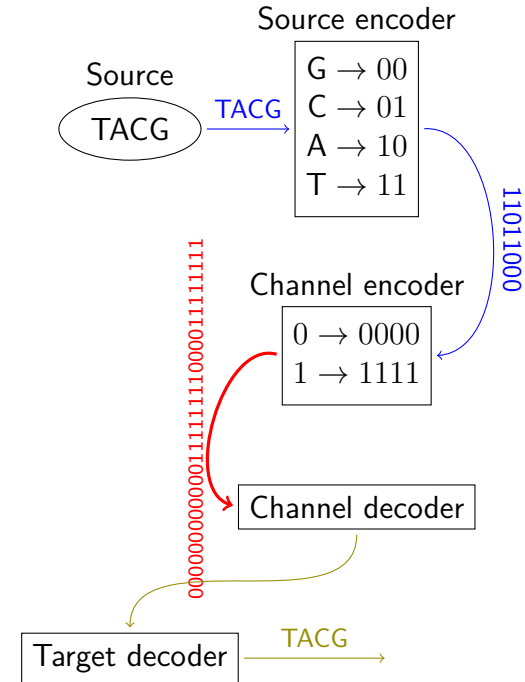 Source encoder
Source
TACG
TACG
G → 00
C → 01
A → 10
T → 11
11011000
Channel encoder
0 → 0000
1 → 1111
11111111000011111111000000000000
Channel decoder
Target decoder
TACG